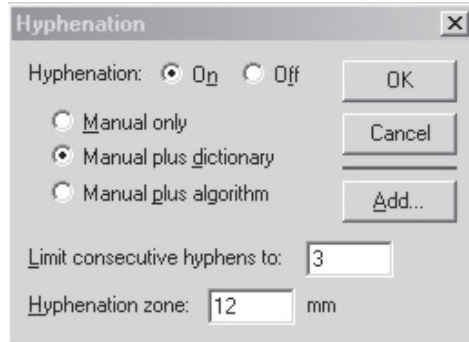 Hyphenation
Hyphenation: On Off OK
Manual only
Cancel
Manual plus dictionary
Manual plus algorithm
Add...
Limit consecutive hyphens to: 3
Hyphenation zone: 12 mm